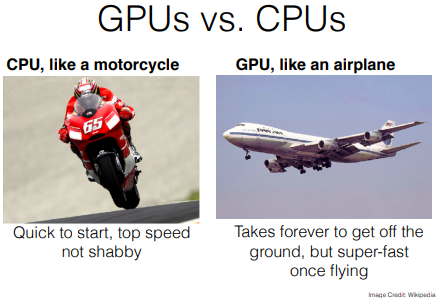 GPUs vs. CPUs
CPU, like a motorcycle
GPU, like an airplane
65
PAN AM
Quick to start, top speed
not shabby
Takes forever to get off the
ground, but super-fast
once flying
Image Credit: Wikipedia